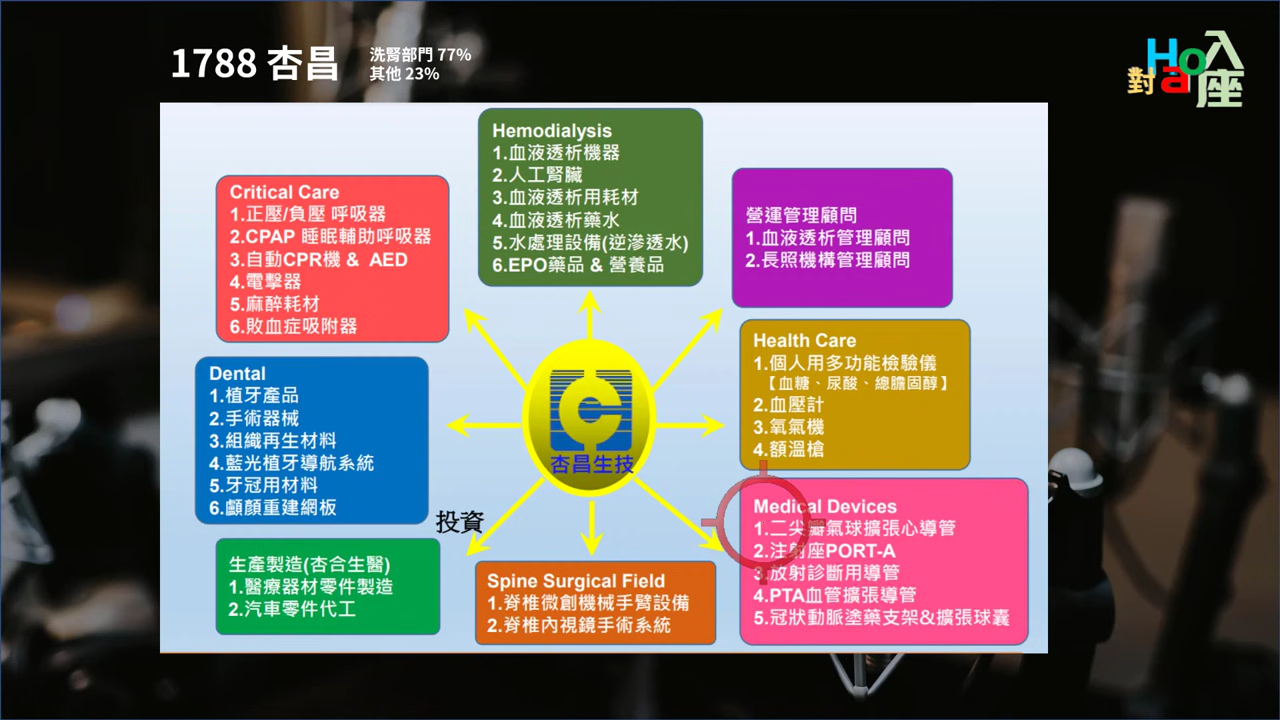 1788 杏昌
洗腎部門 77%
其他 23%
對
Ha
o
入
座
Hemodialysis
1.血液透析機器
2.人工腎臟
3.血液透析用耗材
4.血液透析藥水
5.水處理設備(逆滲透水)
6.EPO藥品 & 營養品
Critical Care
1.正壓/負壓 呼吸器
2.CPAP 睡眠輔助呼吸器
3.自動CPR機 & AED
4.電擊器
5.麻醉耗材
6.敗血症吸附器
營運管理顧問
1.血液透析管理顧問
2.長照機構管理顧問
Dental
1.植牙產品
2.手術器械
3.組織再生材料
4.藍光植牙導航系統
5.牙冠用材料
6.顱顏重建網板
杏昌生技
Health Care
1.個人用多功能檢驗儀
【血糖、尿酸、總膽固醇】
2.血壓計
3.氧氣機
4.額溫槍
投資
生產製造(杏合生醫)
1.醫療器材零件製造
2.汽車零件代工
Spine Surgical Field
1.脊椎微創機械手臂設備
2.脊椎內視鏡手術系統
Medical Devices
1.二尖瓣氣球擴張心導管
2.注射座PORT-A
3.放射診斷用導管
4.PTA血管擴張導管
5.冠狀動脈塗藥支架&擴張球囊